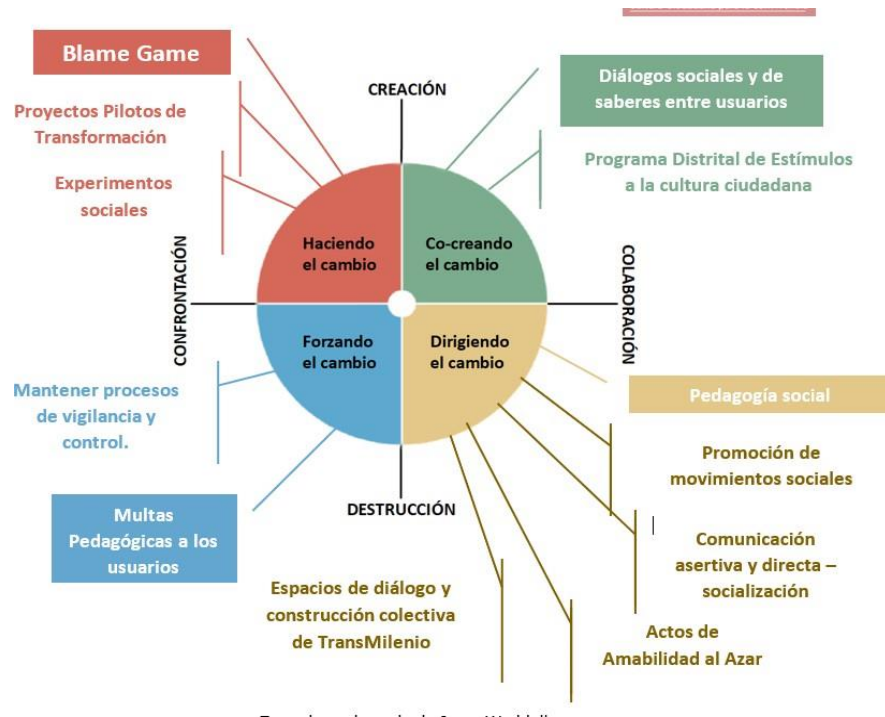 Blame Game
Proyectos Pilotos de
Transformación
Experimentos
sociales
CREACIÓN
Diálogos sociales y de
saberes entre usuarios
Programa Distrital de Estímulos
a la cultura ciudadana
CONFRONTACIÓN
Haciendo
el cambio
Co-creando
el cambio
COLABORACIÓN
Forzando
el cambio
Dirigiendo
el cambio
Mantener procesos
de vigilancia y
control.
Multas
Pedagógicas a los
usuarios
DESTRUCCIÓN
Pedagogía social
Promoción de
movimientos sociales
Comunicación
asertiva y directa –
socialización
Espacios de diálogo y
construcción colectiva
de TransMilenio
Actos de
Amabilidad al Azar